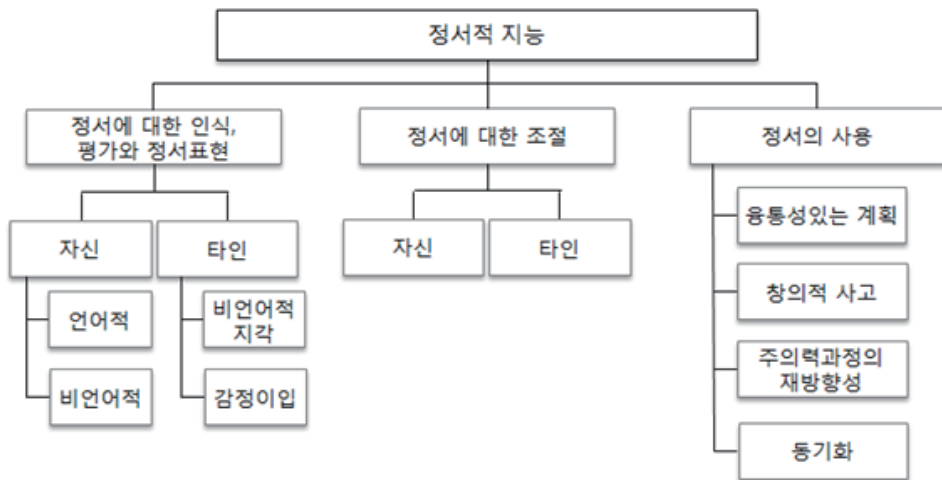 정서적 지능
정서에 대한 인식,
평가와 정서표현
정서에 대한 조절
정서의 사용
자신
타인
언어적
비언어적
비언어적
지각
감정이입
자신
타인
융통성있는 계획
창의적 사고
주의력과정의
재방향성
동기화